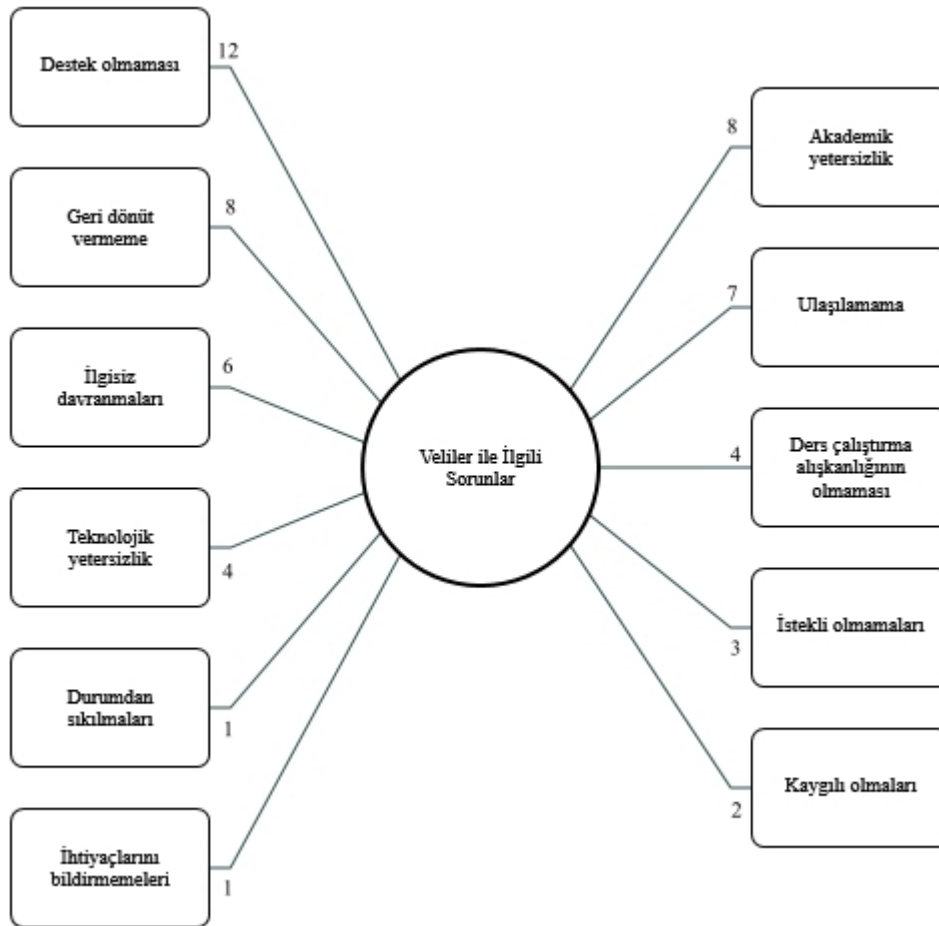 Destek olmaması
12
Geri dönüt
vermeme
8
İlgisiz
davranmaları
6
Teknolojik
yetersizlik
4
Durumdan
sıkılmaları
1
İhtiyaçlarını
bildirmemeleri
1
Veliler ile İlgili
Sorunlar
8
Akademik
yetersizlik
7
Ulaşılamama
4
Ders çalıştırma
alışkanlığının
olmaması
3
İstekli olmamaları
2
Kaygılı olmaları